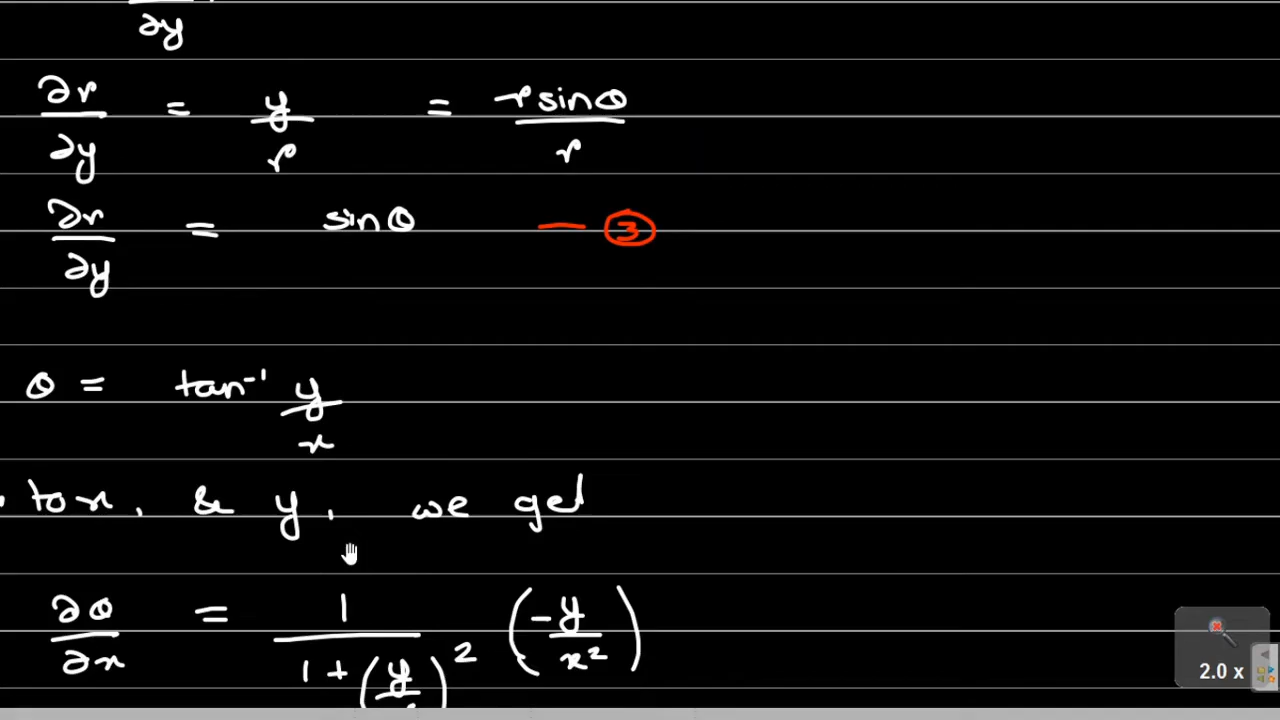 ∂y
∂r/∂y = y/r = r sinθ/r
∂r/∂y = sinθ — ③
θ = tan⁻¹ y/x
to x, & y, we get
∂θ/∂x = 1/(1+(y/)² (-y/x²)
2.0 x